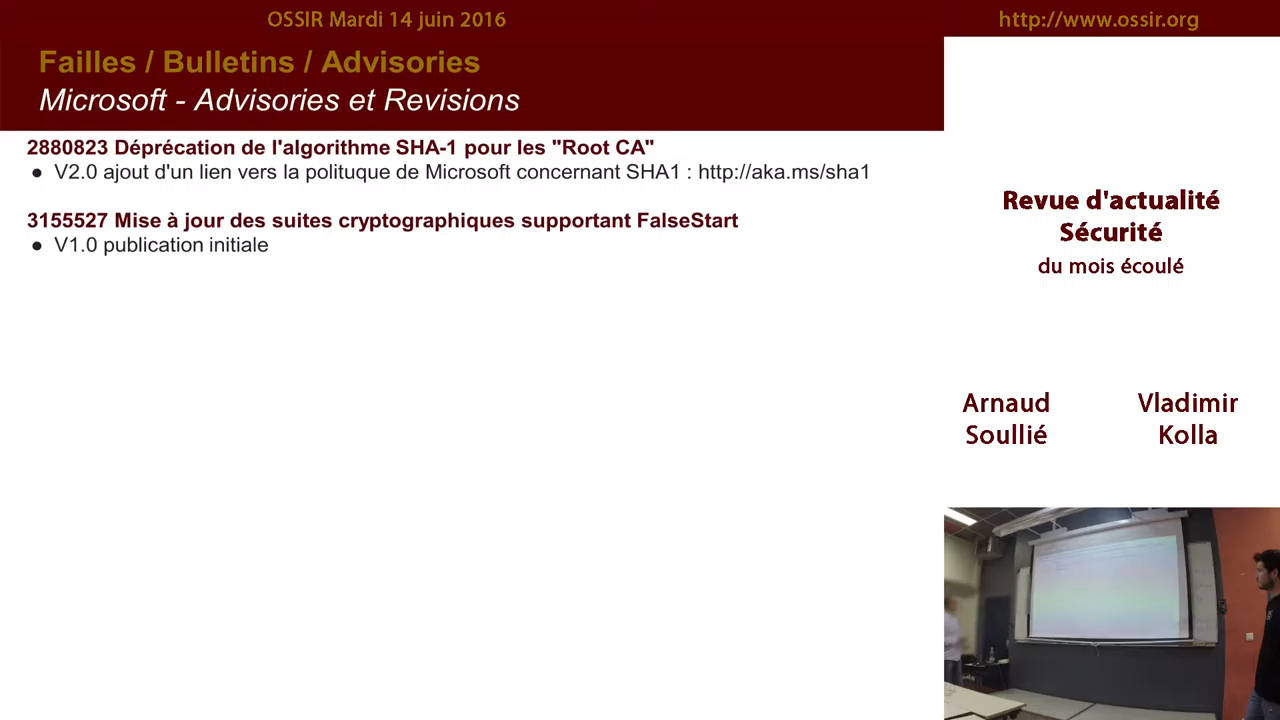 OSSIR Mardi 14 juin 2016
http://www.ossir.org
Failles / Bulletins / Advisories
Microsoft - Advisories et Revisions
2880823 Déprécation de l'algorithme SHA-1 pour les "Root CA"
● V2.0 ajout d'un lien vers la polituque de Microsoft concernant SHA1 : http://aka.ms/sha1
3155527 Mise à jour des suites cryptographiques supportant FalseStart
● V1.0 publication initiale
Revue d'actualité
Sécurité
du mois écoulé
Arnaud
Soullié
Vladimir
Kolla